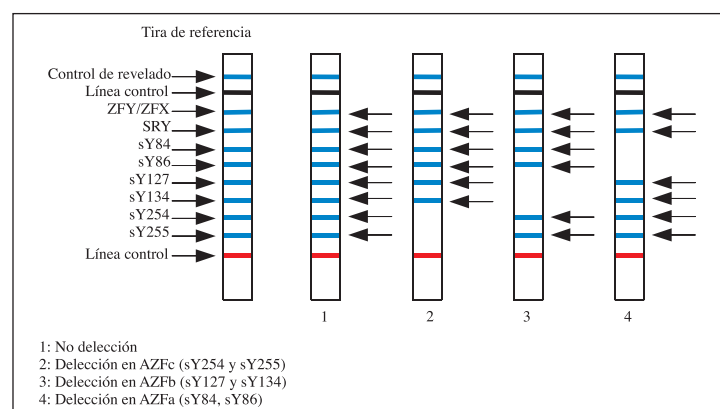 Tira de referencia
Control de revelado
Línea control
ZFY/ZFX
SRY
sY84
sY86
sY127
sY134
sY254
sY255
Línea control
1 2 3 4
1: No delección
2: Delección en AZFc (sY254 y sY255)
3: Delección en AZFb (sY127 y sY134)
4: Delección en AZFa (sY84, sY86)